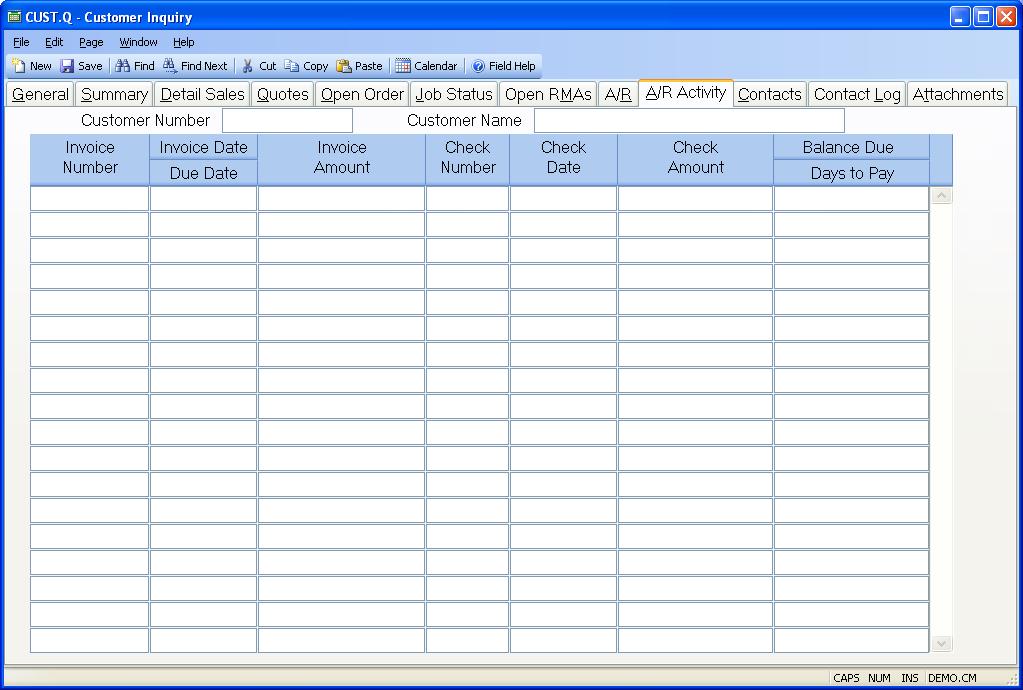 CUST.Q - Customer Inquiry
File Edit Page Window Help
New Save Find Find Next Cut Copy Paste Calendar Field Help
General Summary Detail Sales Quotes Open Order Job Status Open RMAs A/R A/R Activity Contacts Contact Log Attachments
Customer Number Customer Name
Invoice Number Invoice Date Invoice Amount Check Number Check Date Check Amount Balance Due
Due Date Days to Pay
CAPS NUM INS DEMO.CM